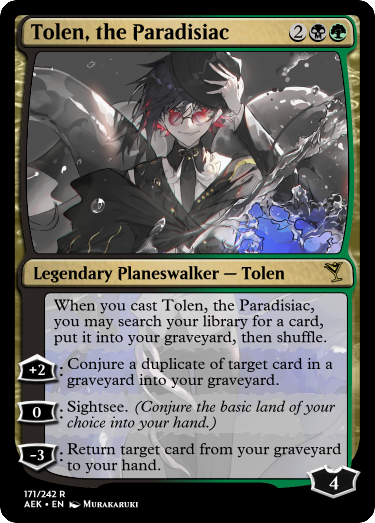 Tolen, the Paradisiac 2
Legendary Planeswalker — Tolen
When you cast Tolen, the Paradisiac,
you may search your library for a card,
put it into your graveyard, then shuffle.
+2: Conjure a duplicate of target card in a
graveyard into your graveyard.
0: Sightsee. (Conjure the basic land of your
choice into your hand.)
-3: Return target card from your graveyard
to your hand.
4
171/242 R
AEK • EN Murakaruki